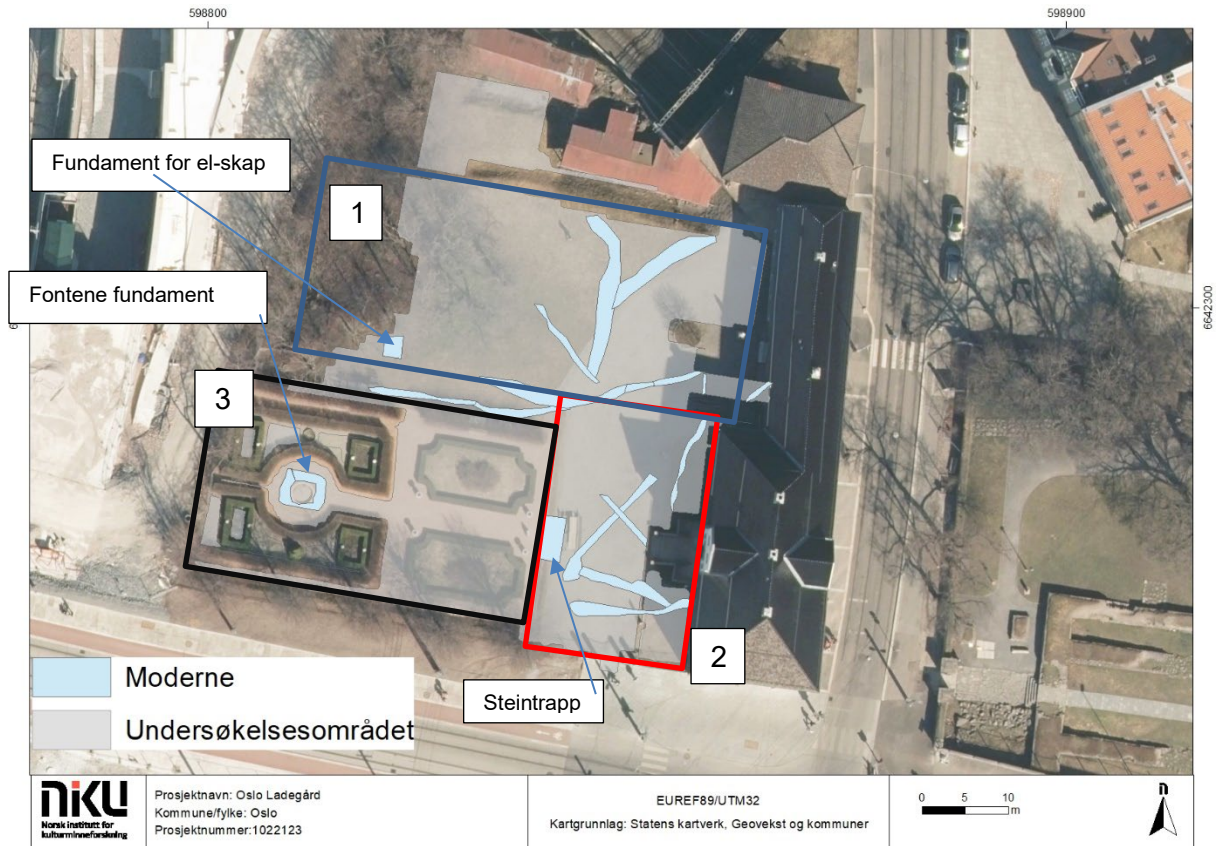 598800
598900
Fundament for el-skap
1
Fontene fundament
6642300
3
2
Steintrapp
Moderne
Undersøkelsesområdet
niku
Norsk institutt for
kulturminneforskning
Prosjektnavn: Oslo Ladegård
Kommune/fylke: Oslo
Prosjektnummer:1022123
EUREF89/UTM32
Kartgrunnlag: Statens kartverk, Geovekst og kommuner
0 5 10
m
n